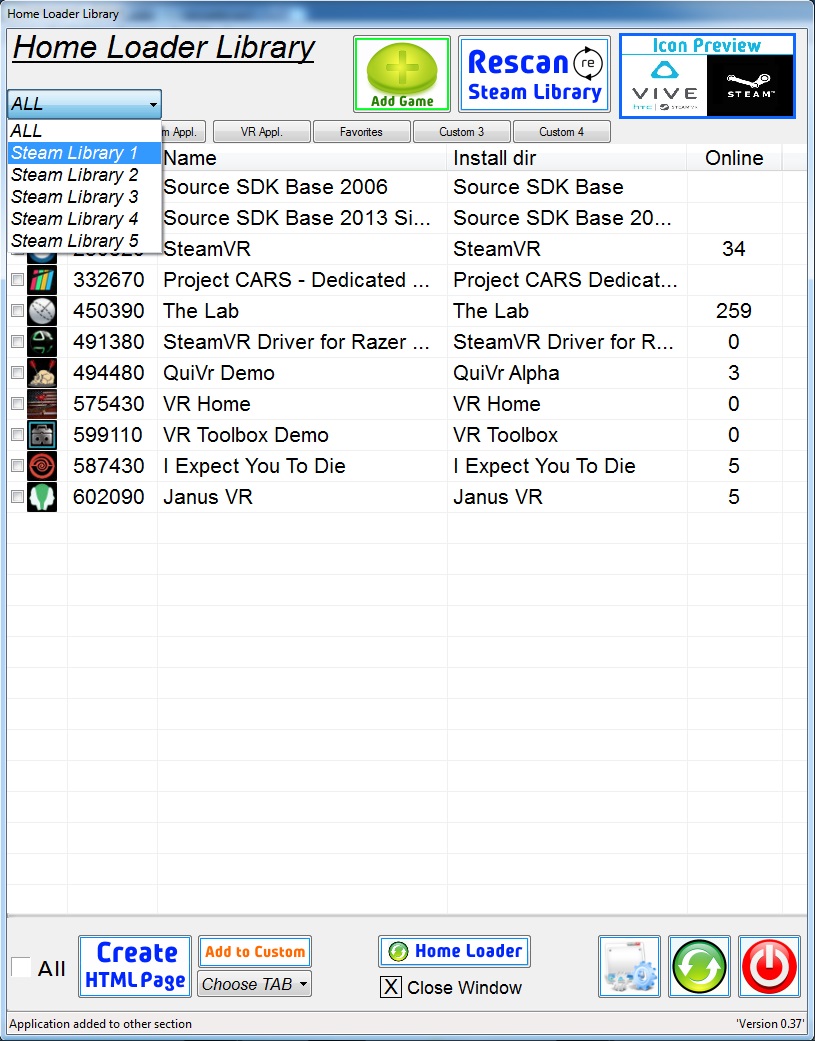 Home Loader Library
Home Loader Library
Add Game
Rescan re
Steam Library
Icon Preview
VIVE
htc STEAMVR
STEAM™
ALL
ALL
Steam Library 1
Steam Library 2
Steam Library 3
Steam Library 4
Steam Library 5
m Appl. VR Appl. Favorites Custom 3 Custom 4
Name Install dir Online
Source SDK Base 2006 Source SDK Base
Source SDK Base 2013 Si... Source SDK Base 20...
SteamVR SteamVR 34
332670 Project CARS - Dedicated ... Project CARS Dedicat...
450390 The Lab The Lab 259
491380 SteamVR Driver for Razer ... SteamVR Driver for R... 0
494480 QuiVr Demo QuiVr Alpha 3
575430 VR Home VR Home 0
599110 VR Toolbox Demo VR Toolbox 0
587430 I Expect You To Die I Expect You To Die 5
602090 Janus VR Janus VR 5
All
Create
HTML Page
Add to Custom
Choose TAB
Home Loader
X Close Window
Application added to other section 'Version 0.37'